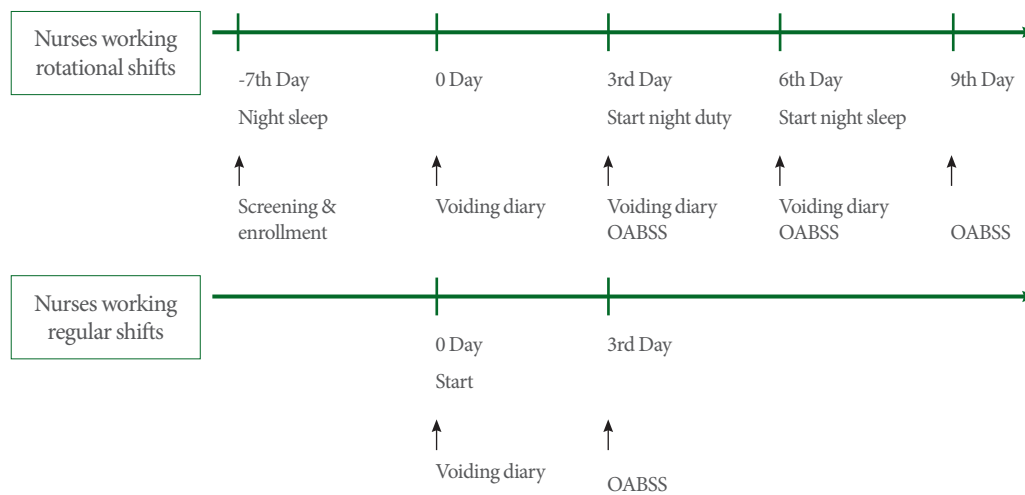 Nurses working
rotational shifts
-7th Day
0 Day
3rd Day
6th Day
9th Day
Night sleep
Start night duty
Start night sleep
Screening &
enrollment
Voiding diary
Voiding diary
OABSS
Voiding diary
OABSS
OABSS
Nurses working
regular shifts
0 Day
3rd Day
Start
Voiding diary
OABSS